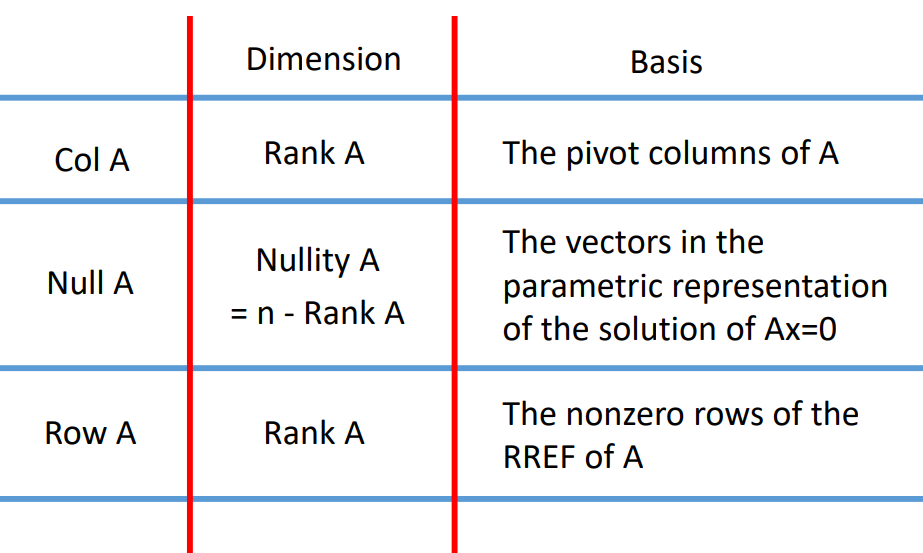 Dimension
Basis
Col A
Rank A
The pivot columns of A
Null A
Nullity A
= n - Rank A
The vectors in the
parametric representation
of the solution of Ax=0
Row A
Rank A
The nonzero rows of the
RREF of A